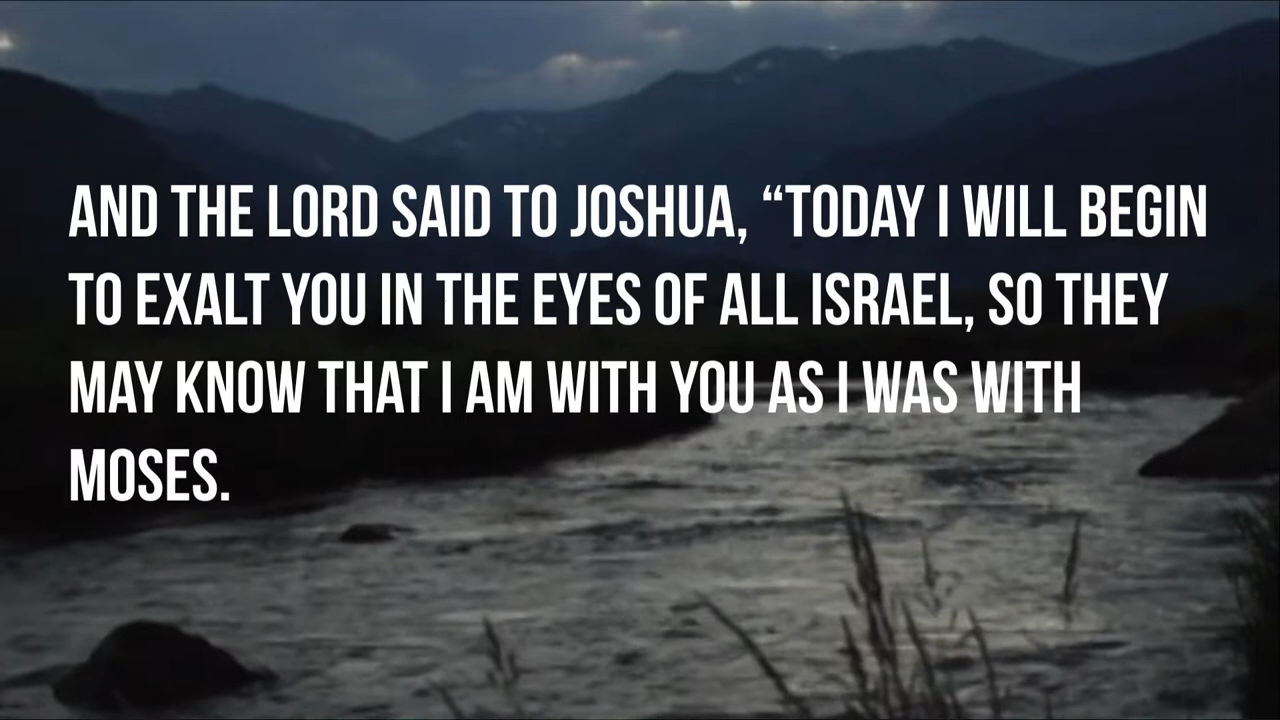 AND THE LORD SAID TO JOSHUA, “TODAY I WILL BEGIN
TO EXALT YOU IN THE EYES OF ALL ISRAEL, SO THEY
MAY KNOW THAT I AM WITH YOU AS I WAS WITH
MOSES.